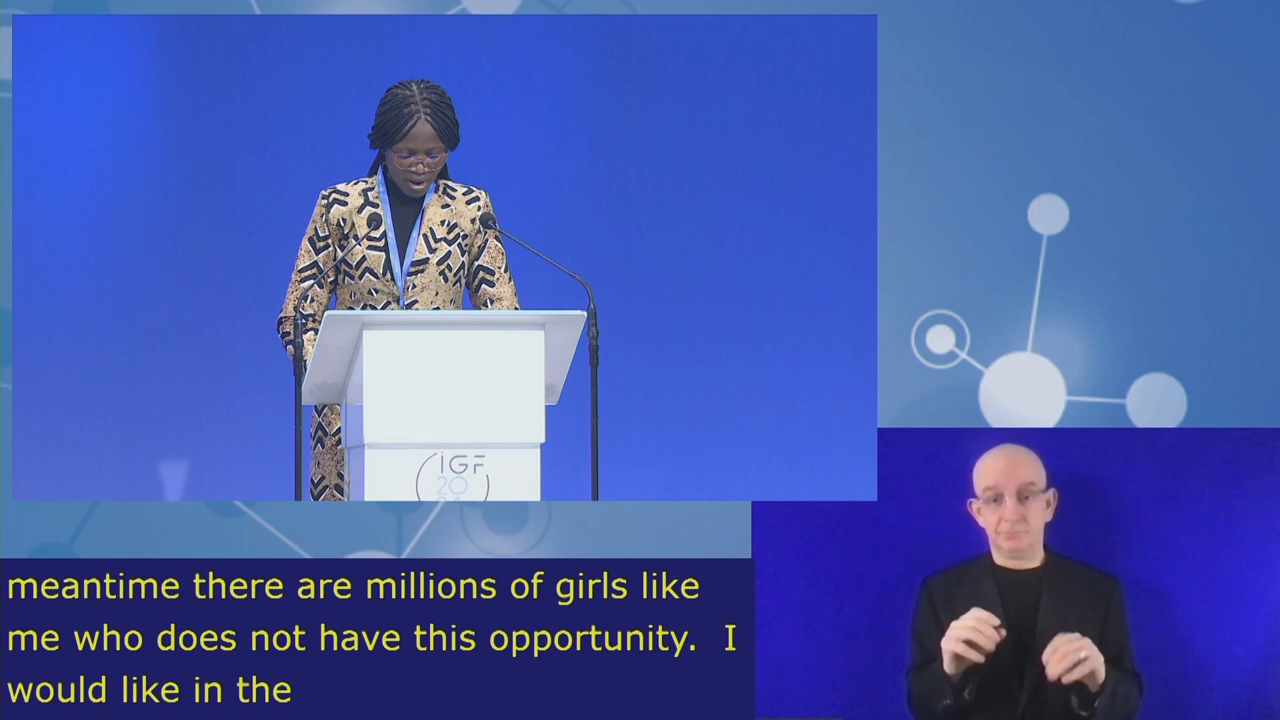 IGF
20
meantime there are millions of girls like
me who does not have this opportunity.  I
would like in the